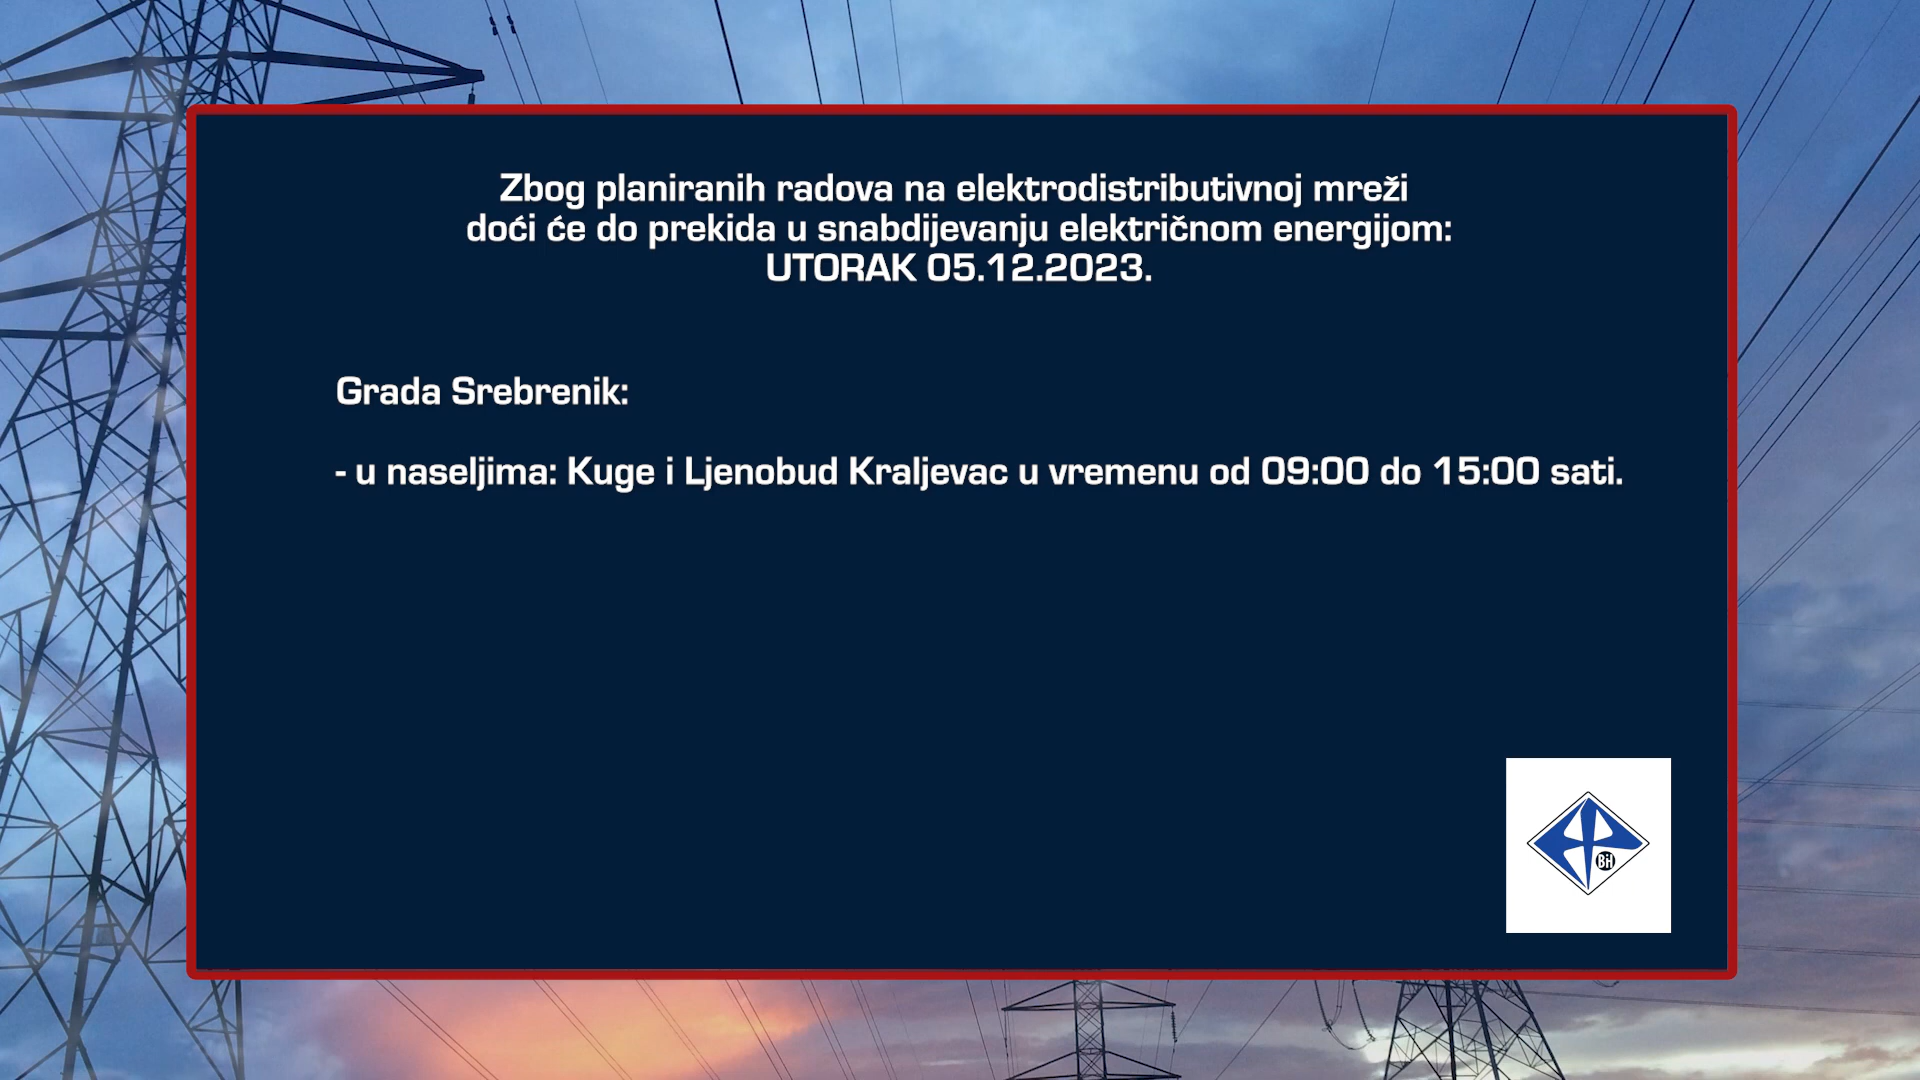 Zbog planiranih radova na elektrodistributivnoj mreži
doći će do prekida u snabdijevanju električnom energijom:
UTORAK 05.12.2023.
Grada Srebrenik:
- u naseljima: Kuge i Ljenobud Kraljevac u vremenu od 09:00 do 15:00 sati.
BiH